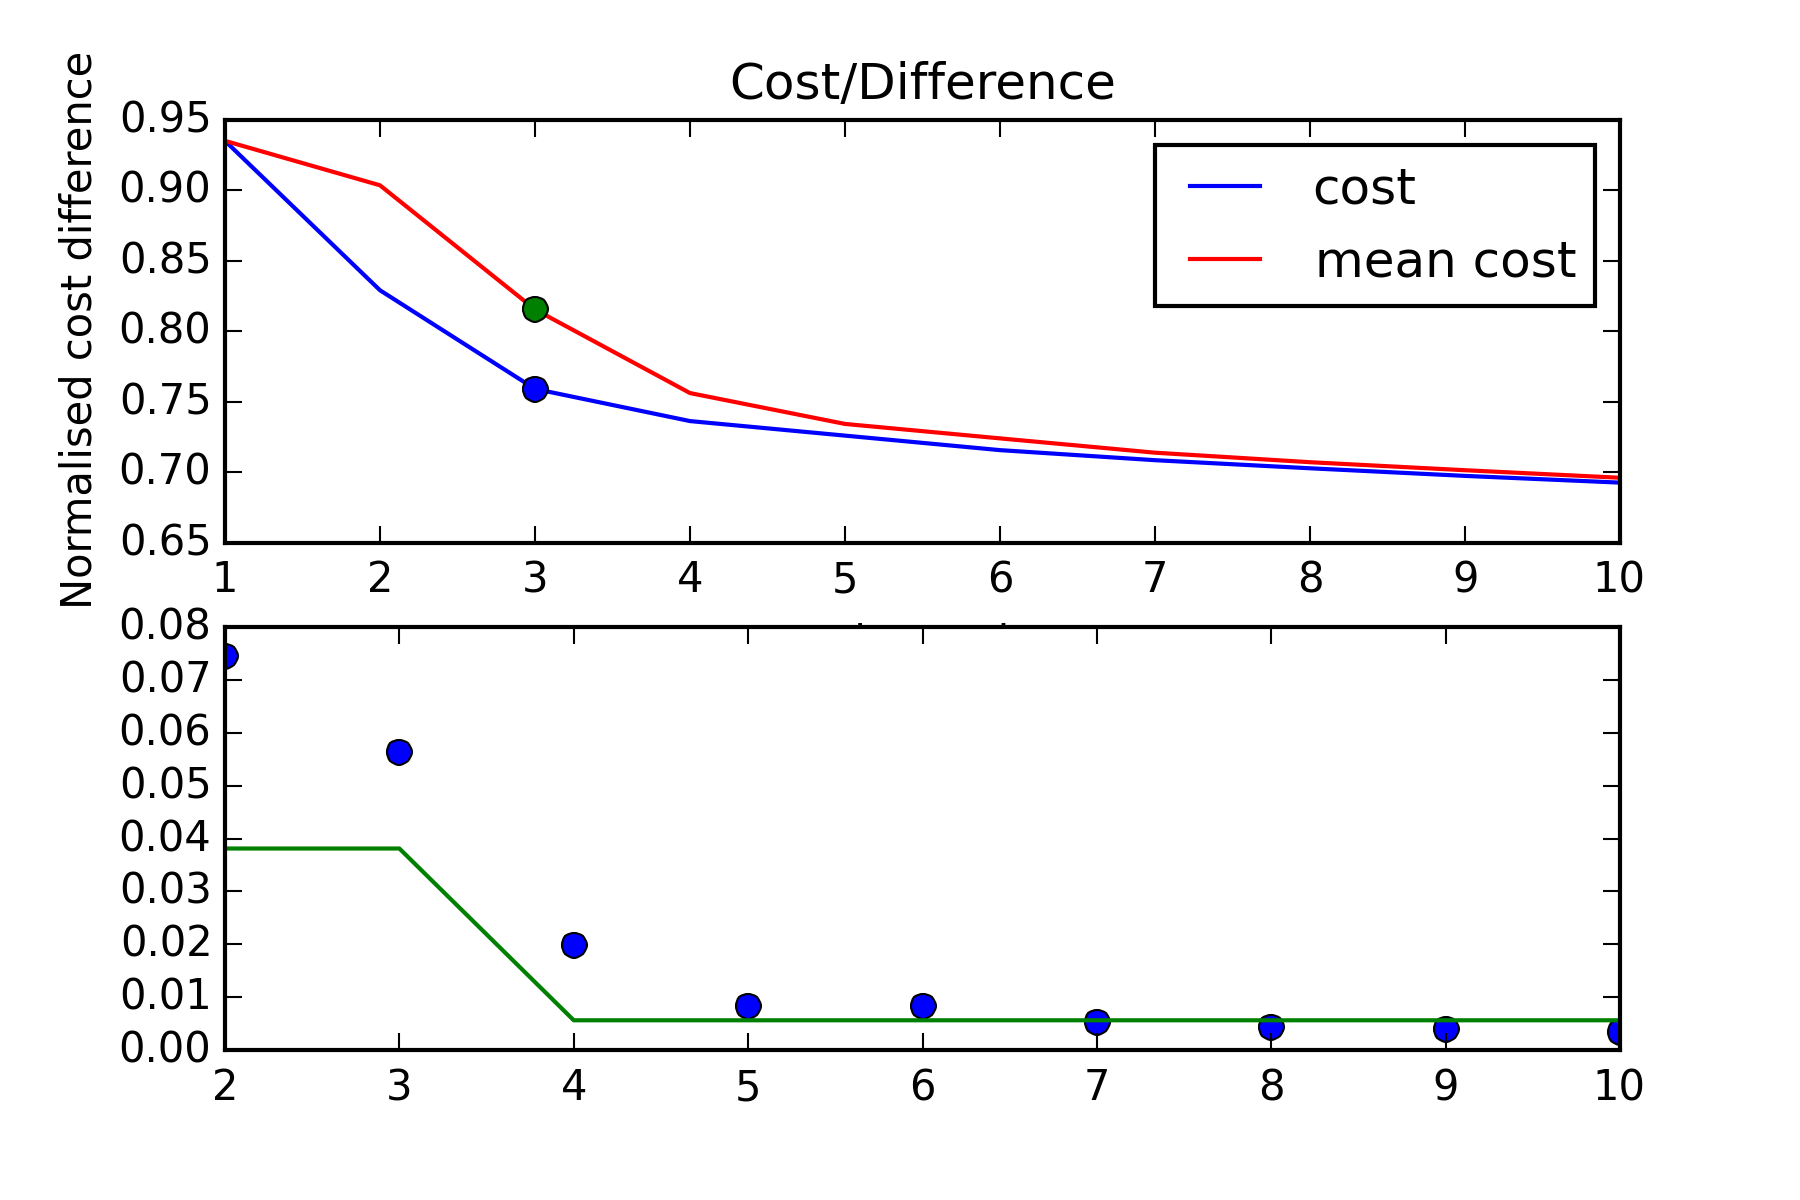 Cost/Difference
Normalised cost difference
0.95
0.90
0.85
0.80
0.75
0.70
0.65
cost
mean cost
1 2 3 4 5 6 7 8 9 10
0.08
0.07
0.06
0.05
0.04
0.03
0.02
0.01
0.00
2 3 4 5 6 7 8 9 10